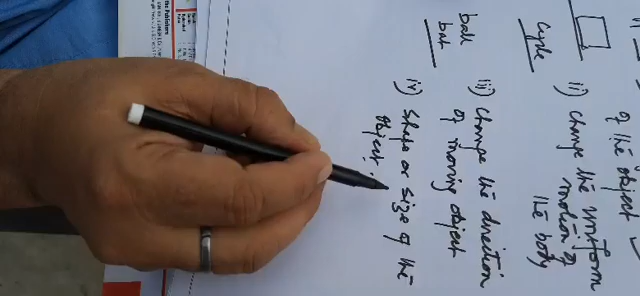 of the object
cycle
ii) Change the uniform
motion of
the body
ball
bat
iii) Change the direction
of moving object
iv) Shape or size of the
object.